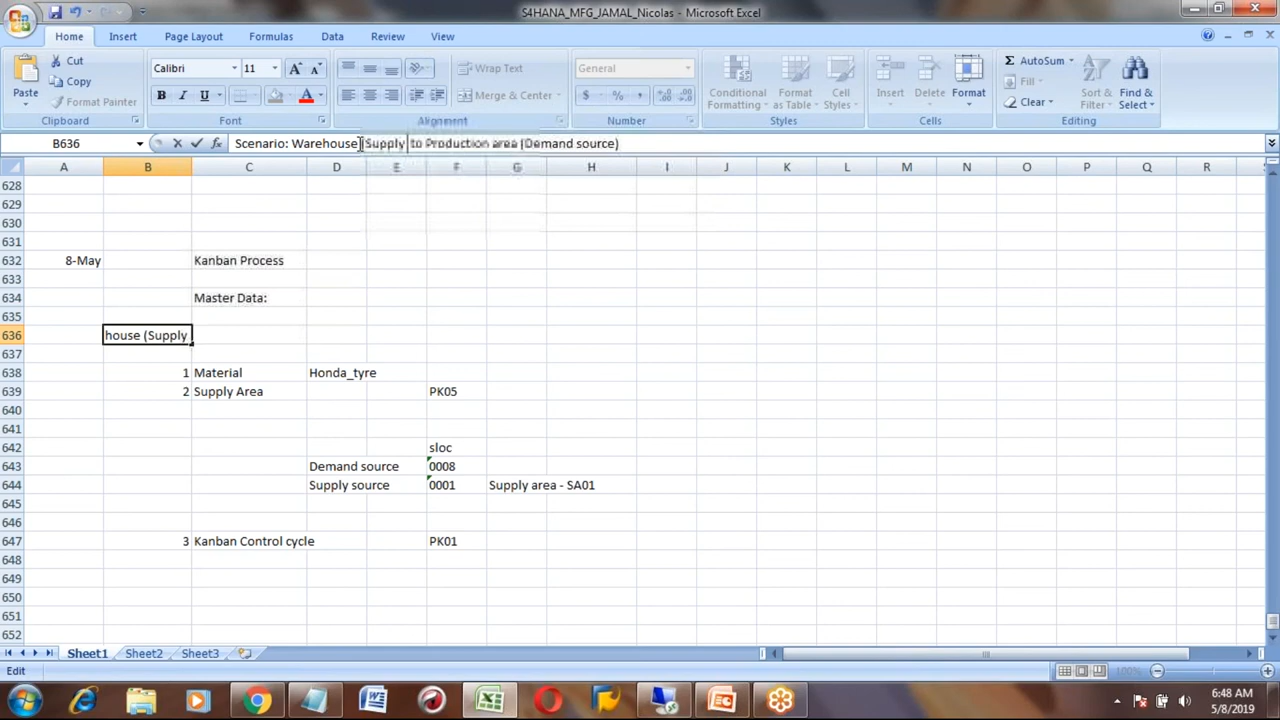 S4HANA_MFG_JAMAL_Nicolas - Microsoft Excel
Home Insert Page Layout Formulas Data Review View
Paste
Cut
Copy
Format Painter
Clipboard
Calibri 11
B I U
Font
Wrap Text
Merge & Center
Alignment
General
$ % ,
Number
Conditional Formatting
Format as Table
Cell Styles
Styles
Insert Delete Format
Cells
AutoSum
Fill
Clear
Sort & Filter
Find & Select
Editing
B636
Scenario: Warehouse (Supply to Production area (Demand source)
A B C D E F G H I J K L M N O P Q R
628
629
630
631
632 8-May Kanban Process
633
634 Master Data:
635
636 house (Supply
637
638 1 Material Honda_tyre
639 2 Supply Area PK05
640
641
642 sloc
643 Demand source 0008
644 Supply source 0001 Supply area - SA01
645
646
647 3 Kanban Control cycle PK01
648
649
650
651
652
Sheet1 Sheet2 Sheet3
Edit
100%
6:48 AM
5/8/2019